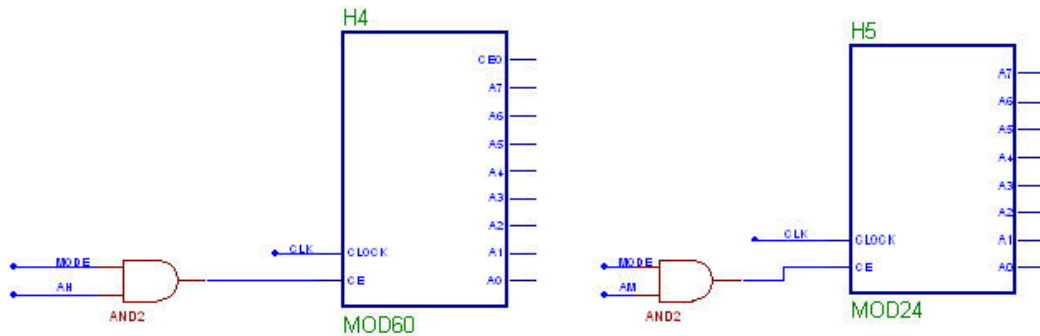 H4
CEO
A7
A6
A5
A4
A3
A2
CLK CLOCK A1
MODE
AH
CE A0
AND2
MOD60
H5
A7
A6
A5
A4
A3
A2
CLK CLOCK A1
MODE
AM
CE A0
AND2
MOD24